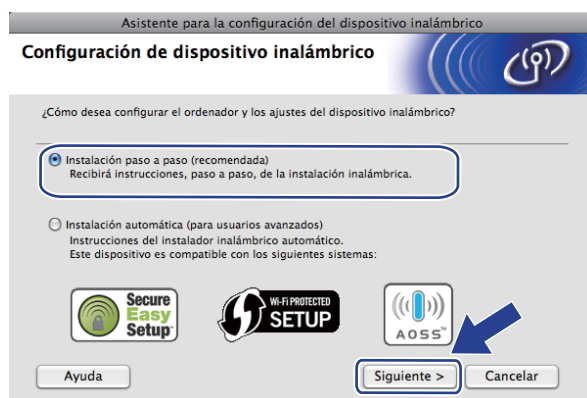 Asistente para la configuración del dispositivo inalámbrico
Configuración de dispositivo inalámbrico
¿Cómo desea configurar el ordenador y los ajustes del dispositivo inalámbrico?
Instalación paso a paso (recomendada)
Recibirá instrucciones, paso a paso, de la instalación inalámbrica.
Instalación automática (para usuarios avanzados)
Instrucciones del instalador inalámbrico automático.
Este dispositivo es compatible con los siguientes sistemas:
Secure
Easy
Setup™
Wi-Fi PROTECTED
SETUP
AOSS™
Ayuda
Siguiente >
Cancelar